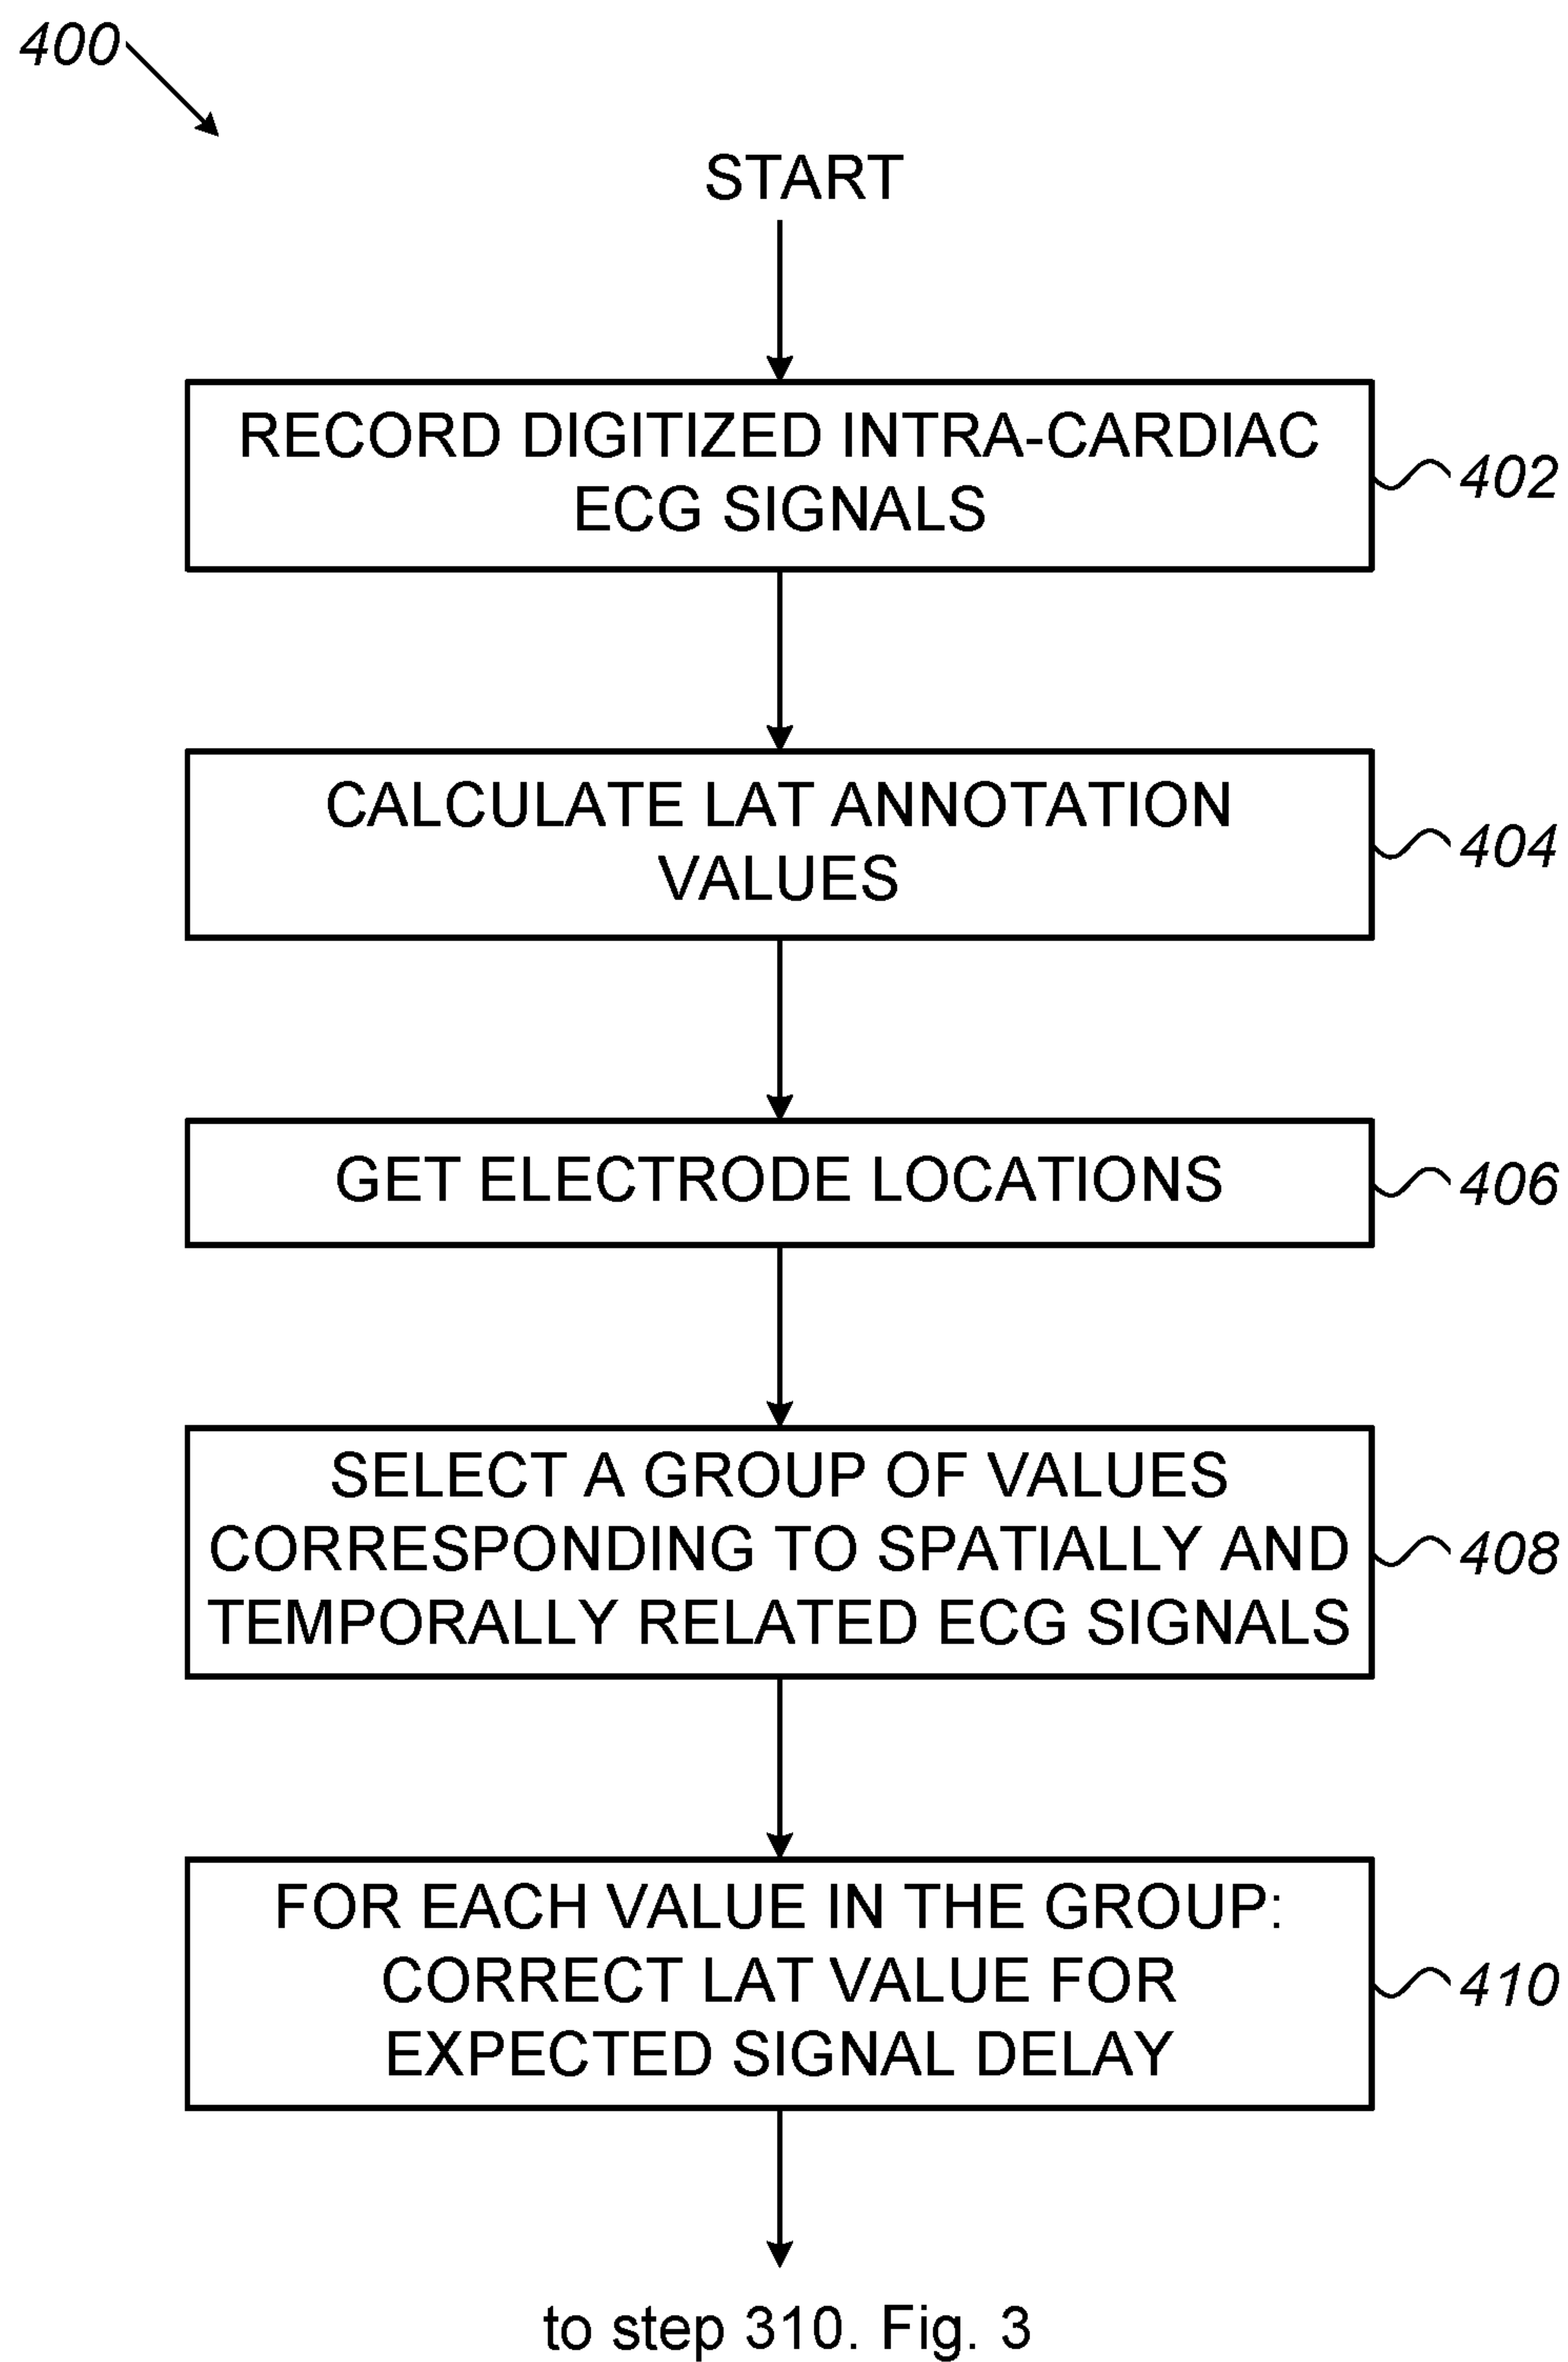 400
START
RECORD DIGITIZED INTRA-CARDIAC
ECG SIGNALS
402
CALCULATE LAT ANNOTATION
VALUES
404
GET ELECTRODE LOCATIONS
406
SELECT A GROUP OF VALUES
CORRESPONDING TO SPATIALLY AND
TEMPORALLY RELATED ECG SIGNALS
408
FOR EACH VALUE IN THE GROUP:
CORRECT LAT VALUE FOR
EXPECTED SIGNAL DELAY
410
to step 310. Fig. 3